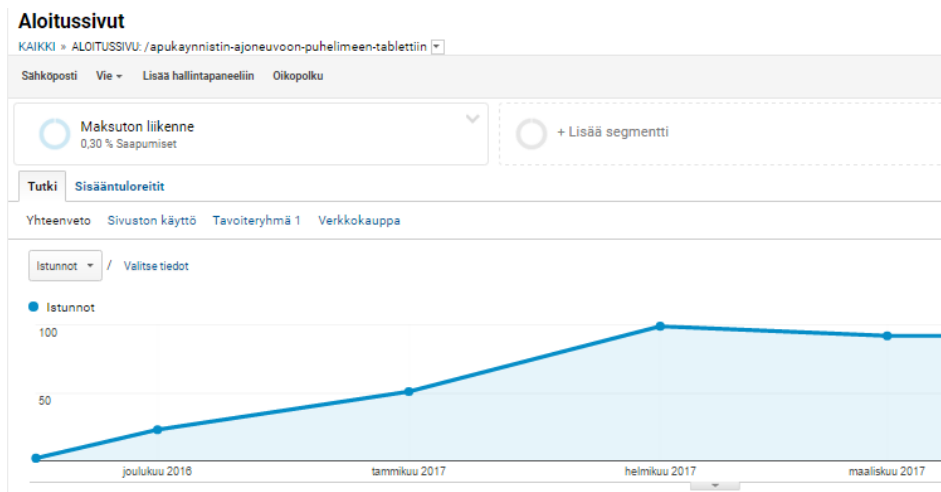 Aloitussivut
KAIKKI » ALOITUSSIVU: /apukaynnistin-ajoneuvoon-puhelimeen-tablettiin
Sähköposti Vie Lisää hallintapaneeliin Oikopolku
Maksuton liikenne
0,30 % Saapumiset
+ Lisää segmentti
Tutki Sisääntuloreitit
Yhteenveto Sivuston käyttö Tavoiteryhmä 1 Verkkokauppa
Istunnot / Valitse tiedot
Istunnot
100
50
joulukuu 2016 tammikuu 2017 helmikuu 2017 maaliskuu 2017